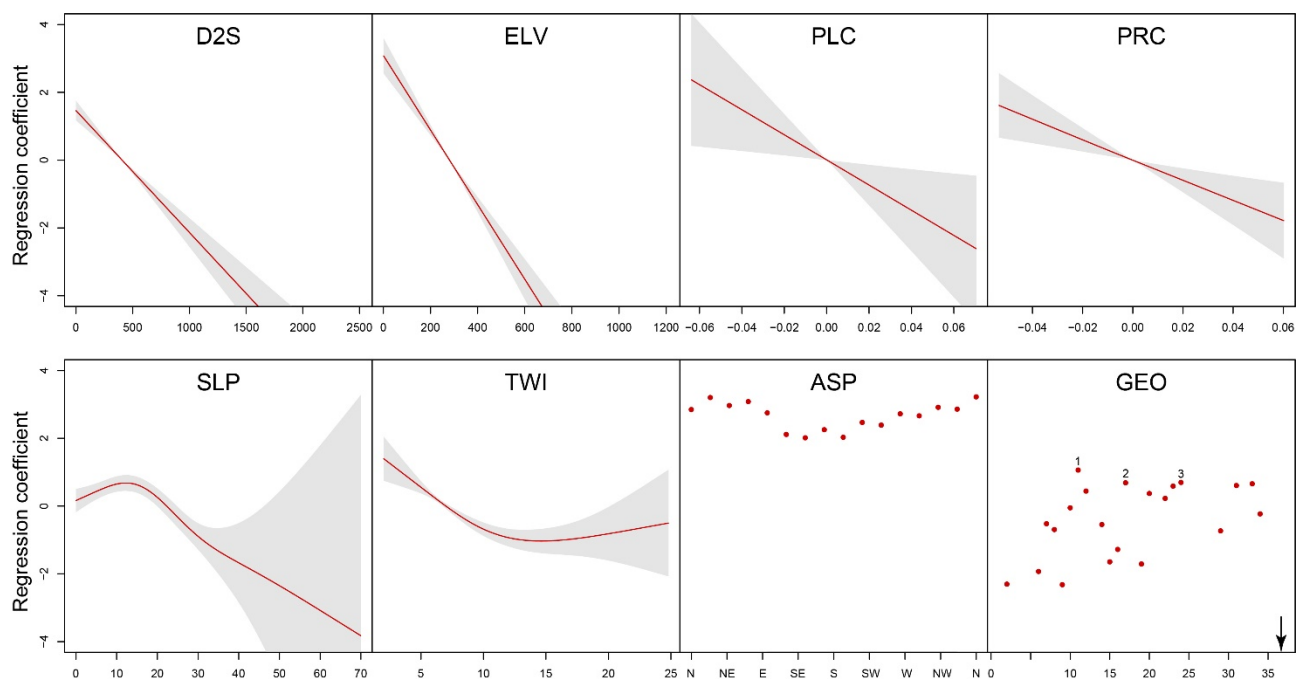 D2S ELV PLC PRC
Regression coefficient
4
2
0
−2
−4
0 500 1000 1500 2000 2500
0 200 400 600 800 1000 1200
−0.06 −0.04 −0.02 0.00 0.02 0.04 0.06
−0.04 −0.02 0.00 0.02 0.04 0.06
SLP TWI ASP GEO
Regression coefficient
4
2
0
−2
−4
1 2 3
0 10 20 30 40 50 60 70
5 10 15 20 25
N NE E SE S SW W NW N
0 10 15 20 25 30 35